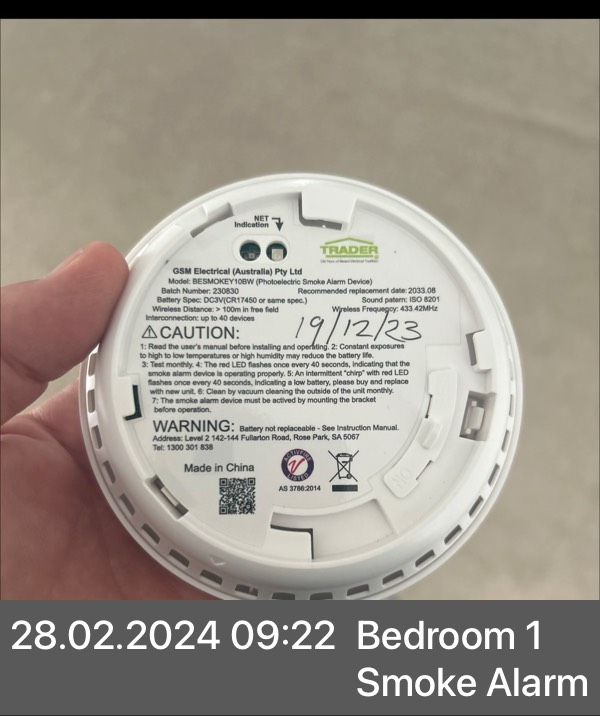 NET
Indication
TRADER
GSM Electrical (Australia) Pty Ltd
Model: BESMOKEY10BW (Photoelectric Smoke Alarm Device)
Batch Number: 230830 Recommended replacement date: 2033.08
Battery Spec: DC3V(CR17450 or same spec.) Sound patern: ISO 8201
Wireless Distance: > 100m in free field Wireless Frequency: 433.42MHz
Interconnection: up to 40 devices
19/12/23
CAUTION:
1: Read the user's manual before installing and operating. 2: Constant exposures
to high to low temperatures or high humidity may reduce the battery life.
3: Test monthly. 4: The red LED flashes once every 40 seconds, indicating that the
smoke alarm device is operating properly. 5: An intermittent "chirp" with red LED
flashes once every 40 seconds, indicating a low battery, please buy and replace
with new unit. 6: Clean by vacuum cleaning the outside of the unit monthly.
7: The smoke alarm device must be actived by mounting the bracket
before operation.
WARNING: Battery not replaceable - See Instruction Manual.
Address: Level 2 142-144 Fullarton Road, Rose Park, SA 5067
Tel: 1300 301 838
Made in China
ACTIVFIRE
LISTED
AS 3786:2014
28.02.2024 09:22 Bedroom 1
Smoke Alarm